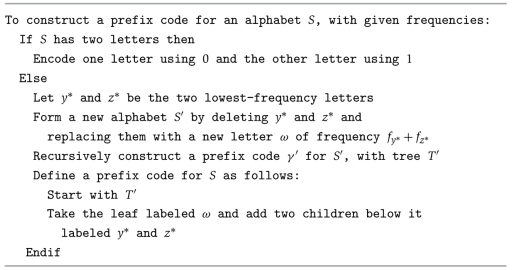 To construct a prefix code for an alphabet S, with given frequencies:
If S has two letters then
Encode one letter using 0 and the other letter using 1
Else
Let y* and z* be the two lowest-frequency letters
Form a new alphabet S′ by deleting y* and z* and
replacing them with a new letter ω of frequency f_y* + f_z*
Recursively construct a prefix code γ′ for S′, with tree T′
Define a prefix code for S as follows:
Start with T′
Take the leaf labeled ω and add two children below it
labeled y* and z*
Endif